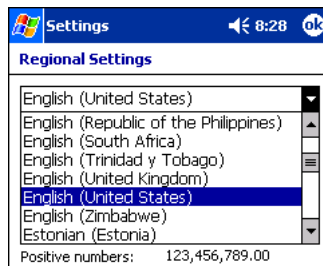 Settings 8:28 ok
Regional Settings
English (United States)
English (Republic of the Philippines)
English (South Africa)
English (Trinidad y Tobago)
English (United Kingdom)
English (United States)
English (Zimbabwe)
Estonian (Estonia)
Positive numbers: 123,456,789.00